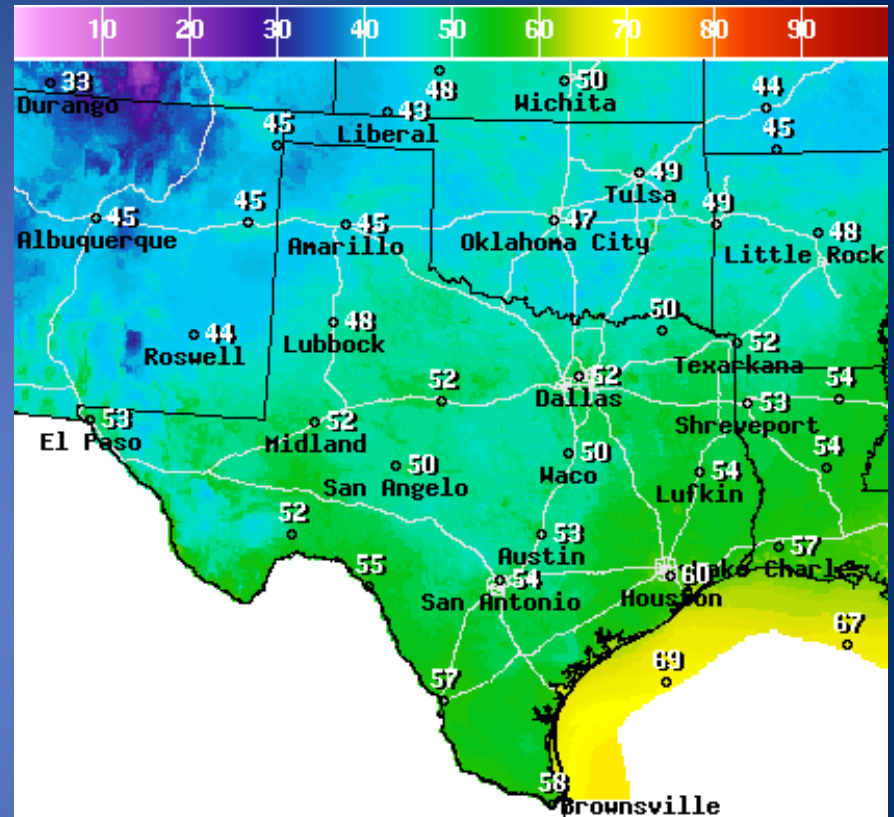 10 20 30 40 50 60 70 80 90
33
Durango
48
50
Wichita
44
43
Liberal
45
45
49
Tulsa
45
Albuquerque
45
Amarillo
47
Oklahoma City
49
48
Little Rock
44
Roswell
48
Lubbock
50
52
Texarkana
52
52
Dallas
54
53
Shreveport
53
El Paso
52
Midland
50
San Angelo
50
Waco
54
Lufkin
54
52
53
Austin
57
Lake Charles
55
54
San Antonio
60
Houston
67
69
57
58
Brownsville